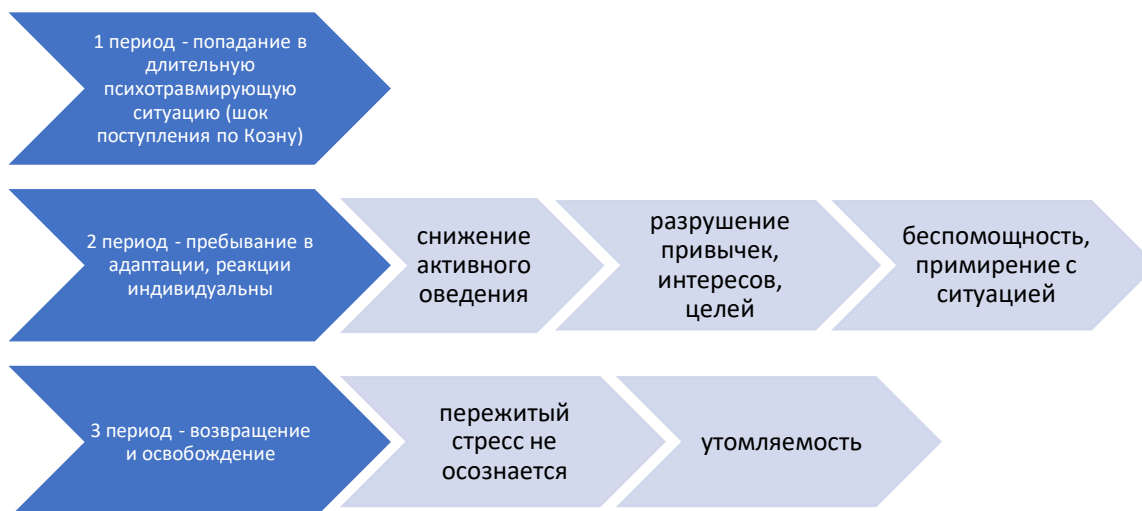 1 период - попадание в
длительную
психотравмирующую
ситуацию (шок
поступления по Коэну)
2 период - пребывание в
адаптации, реакции
индивидуальны
снижение
активного
оведения
разрушение
привычек,
интересов,
целей
беспомощность,
примирение с
ситуацией
3 период - возвращение
и освобождение
пережитый
стресс не
осознается
утомляемость